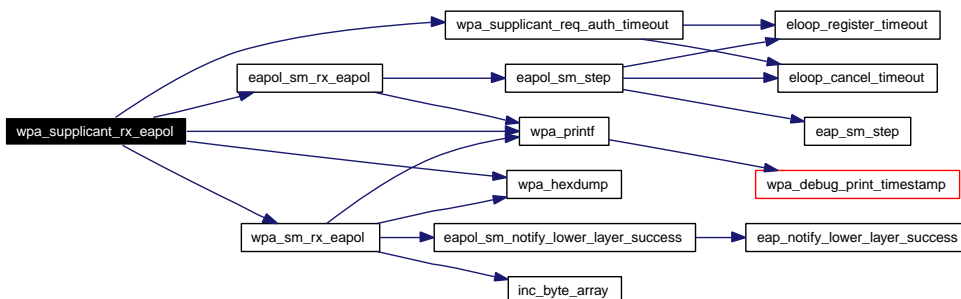 wpa_supplicant_rx_eapol
wpa_supplicant_req_auth_timeout
eloop_register_timeout
eapol_sm_rx_eapol
eapol_sm_step
eloop_cancel_timeout
wpa_printf
eap_sm_step
wpa_hexdump
wpa_debug_print_timestamp
wpa_sm_rx_eapol
eapol_sm_notify_lower_layer_success
eap_notify_lower_layer_success
inc_byte_array